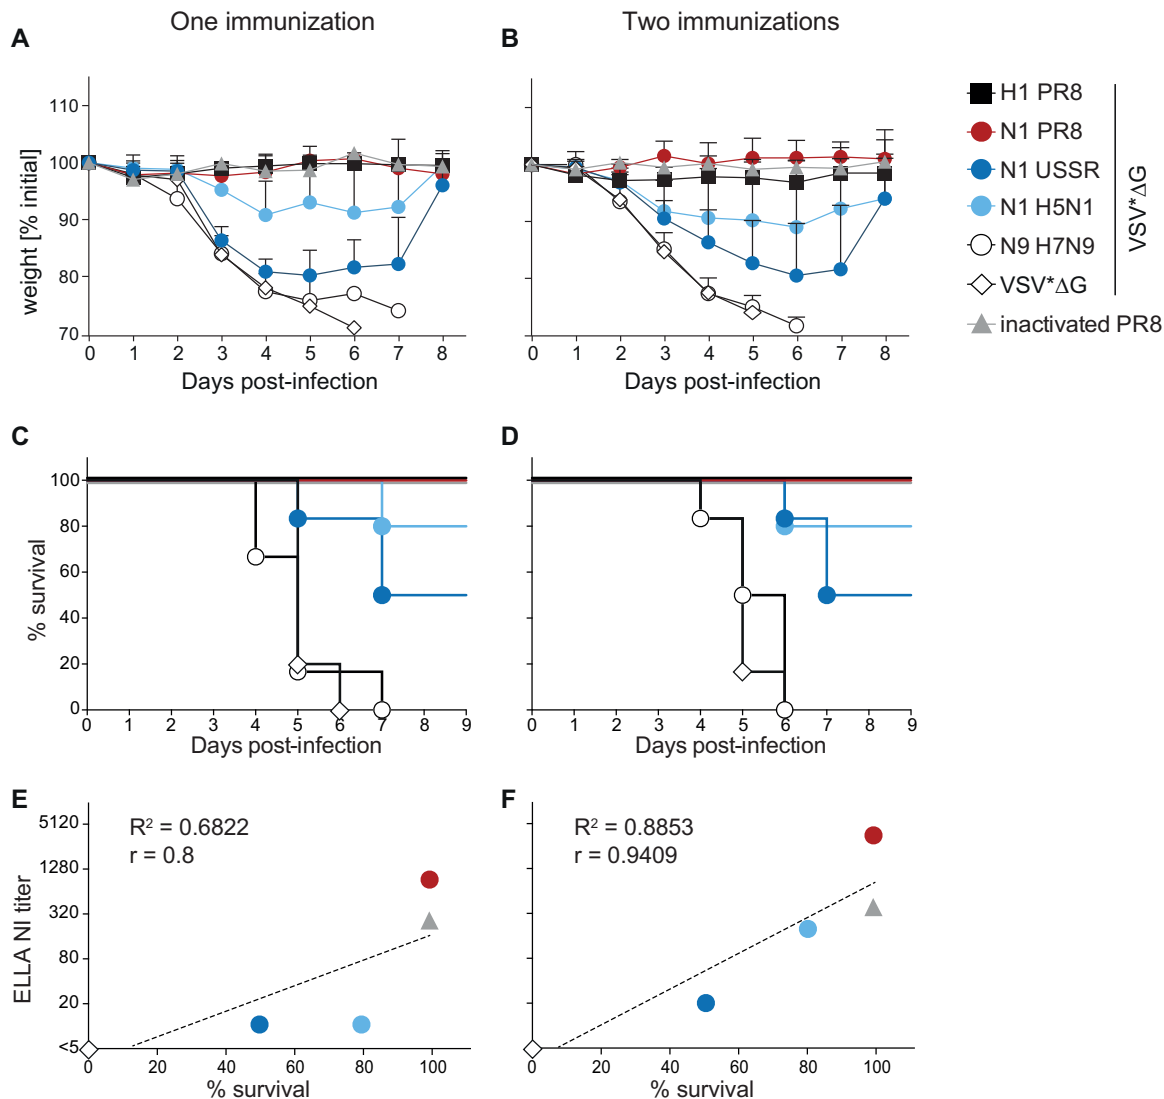 One immunization
Two immunizations
A
B
110
100
90
80
70
weight [% initial]
0 1 2 3 4 5 6 7 8
Days post-infection
0 1 2 3 4 5 6 7 8
Days post-infection
H1 PR8
N1 PR8
N1 USSR
N1 H5N1
N9 H7N9
VSV*ΔG
inactivated PR8
VSV*ΔG
C
D
100
80
60
40
20
0
% survival
0 1 2 3 4 5 6 7 8 9
Days post-infection
0 1 2 3 4 5 6 7 8 9
Days post-infection
E
F
R² = 0.6822
r = 0.8
R² = 0.8853
r = 0.9409
5120
1280
320
80
20
<5
ELLA NI titer
0 20 40 60 80 100
% survival
0 20 40 60 80 100
% survival